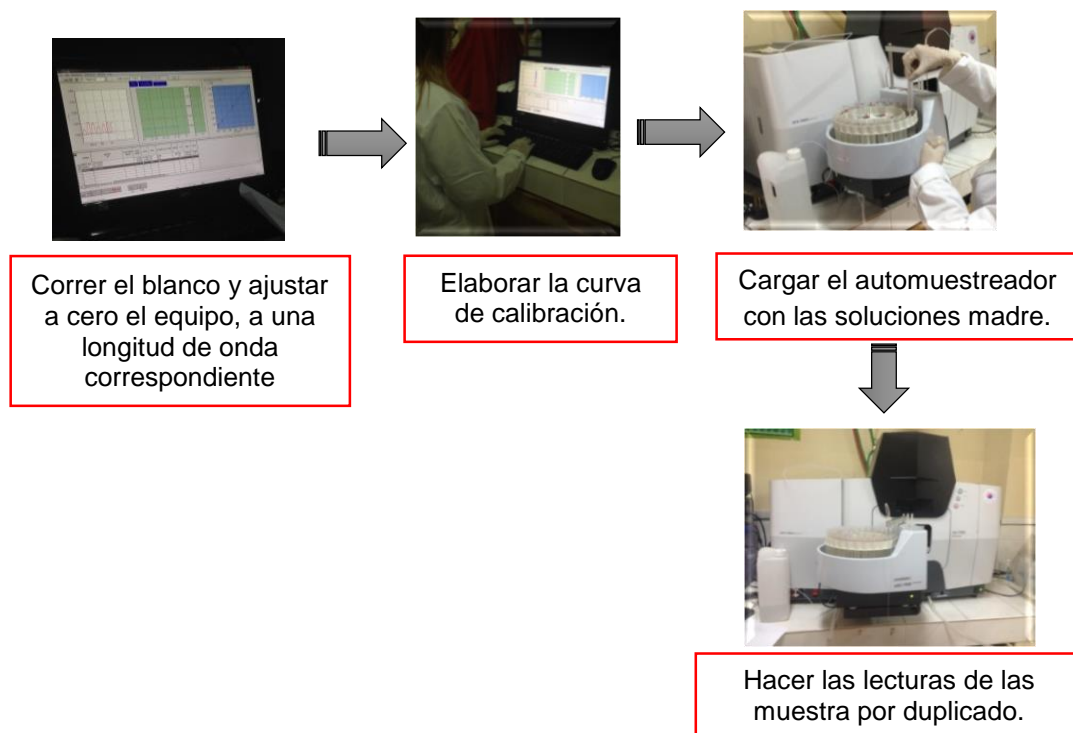 Correr el blanco y ajustar
a cero el equipo, a una
longitud de onda
correspondiente
Elaborar la curva
de calibración.
Cargar el automuestreador
con las soluciones madre.
Hacer las lecturas de las
muestra por duplicado.